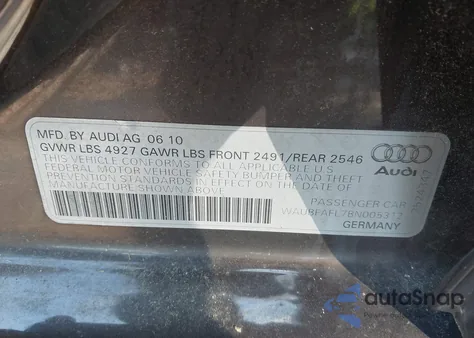 MFD. BY AUDI AG 06 10
GVWR LBS 4927 GAWR LBS FRONT 2491/REAR 2546
THIS VEHICLE CONFORMS TO ALL APPLICABLE U.S.
FEDERAL MOTOR VEHICLE SAFETY BUMPER AND THEFT
PREVENTION STANDARDS IN EFFECT ON THE DATE OF
MANUFACTURE SHOWN ABOVE
Audi
PASSENGER CAR
WAUBFAFL7BN005312
GERMANY
autoSnap